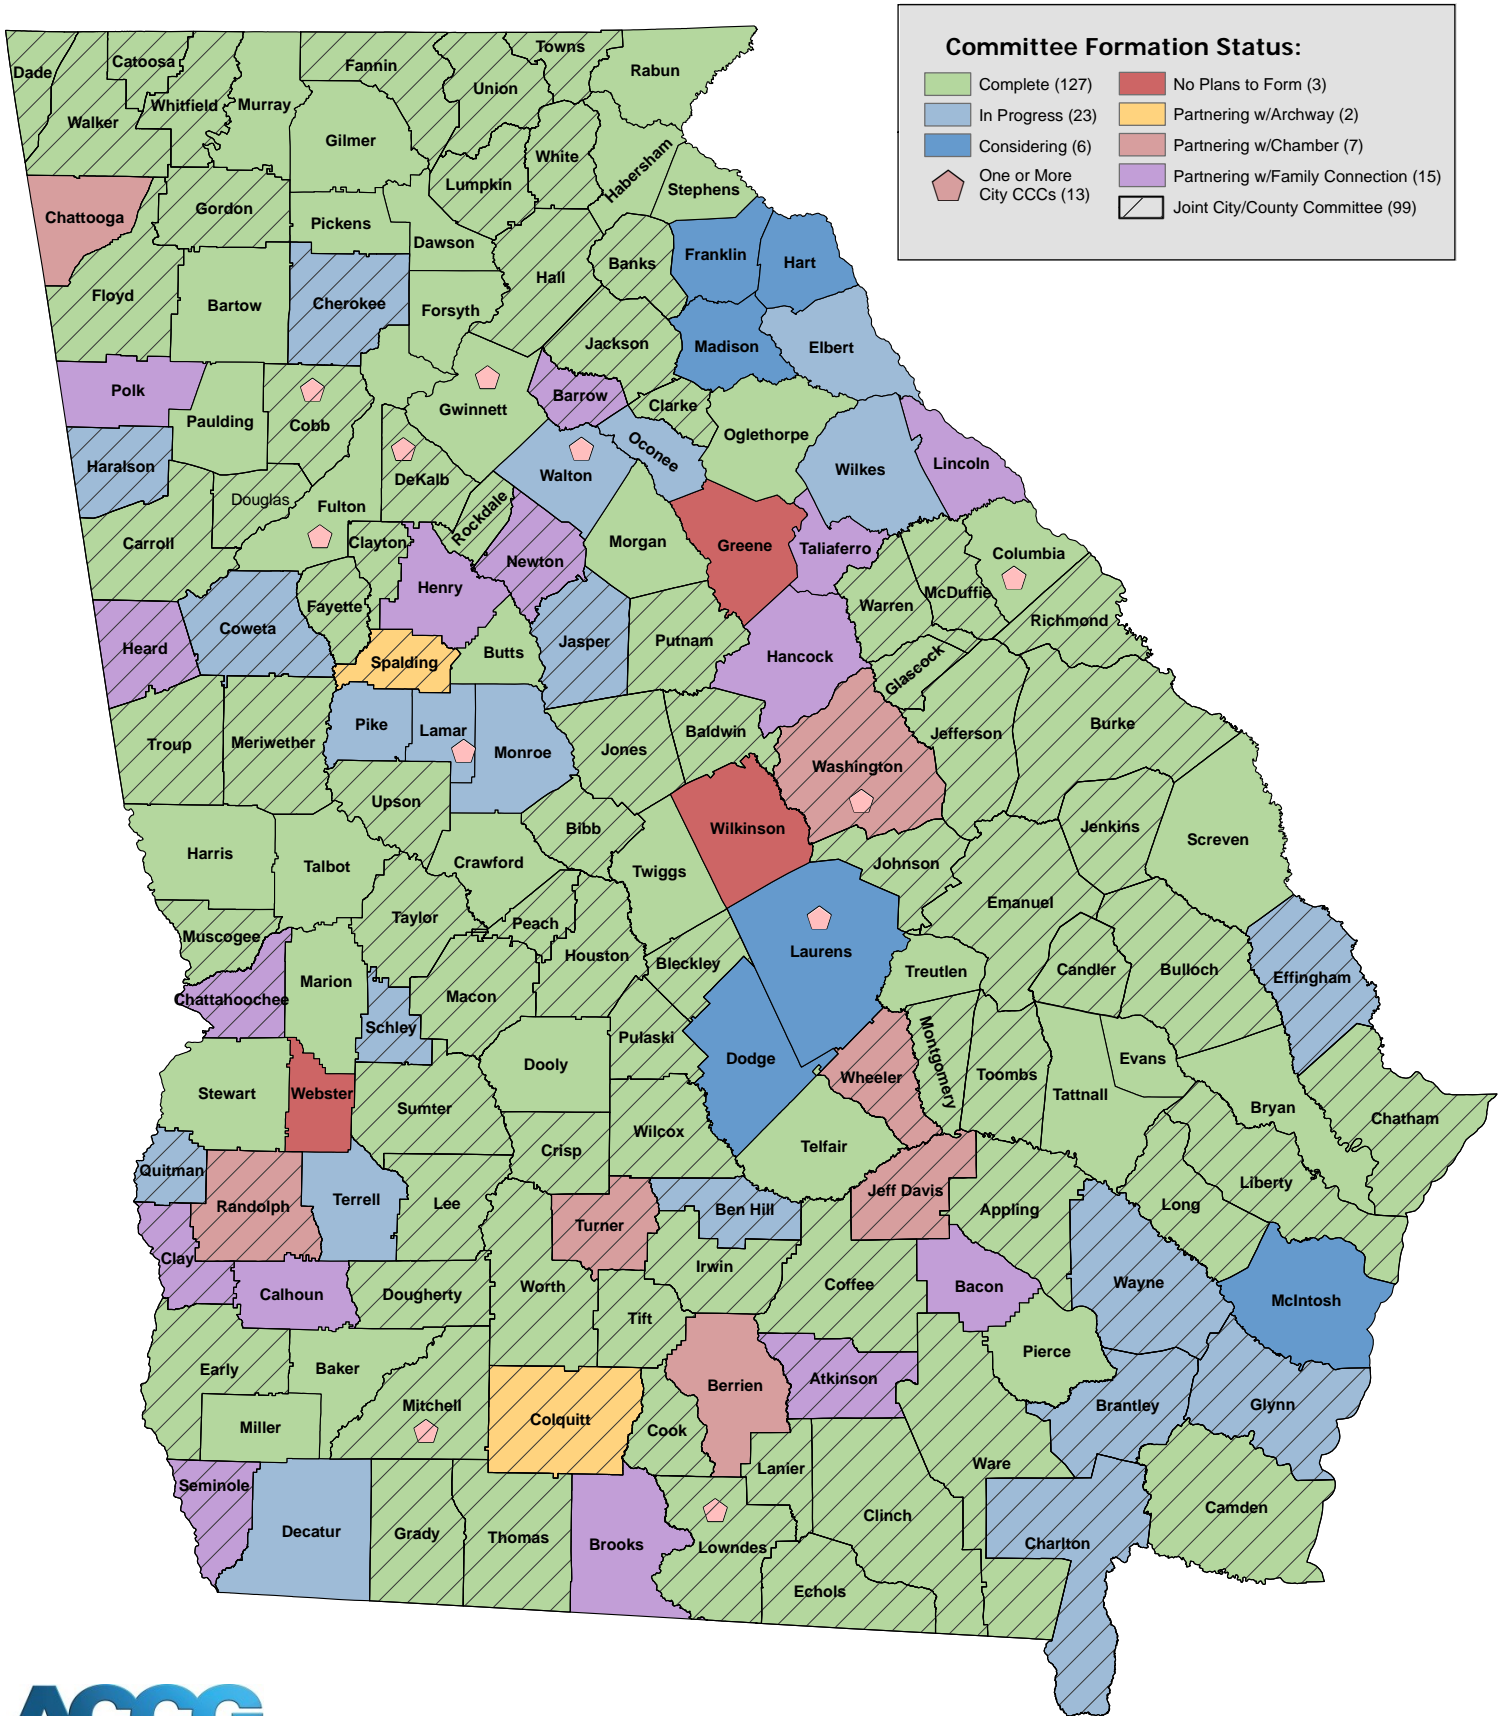 Committee Formation Status:
Complete (127)
In Progress (23)
Considering (6)
One or More
City CCCs (13)
No Plans to Form (3)
Partnering w/Archway (2)
Partnering w/Chamber (7)
Partnering w/Family Connection (15)
Joint City/County Committee (99)
Dade
Catoosa
Whitfield
Walker
Murray
Fannin
Gilmer
Union
Towns
Rabun
White
Habersham
Lumpkin
Stephens
Chattooga
Gordon
Pickens
Dawson
Hall
Banks
Franklin
Hart
Floyd
Bartow
Cherokee
Forsyth
Jackson
Madison
Elbert
Polk
Paulding
Cobb
Gwinnett
Barrow
Clarke
Oglethorpe
Oconee
Walton
Wilkes
Lincoln
Haralson
Douglas
DeKalb
Fulton
Rockdale
Clayton
Newton
Morgan
Greene
Taliaferro
Columbia
Carroll
Henry
Fayette
Coweta
Warren
McDuffie
Richmond
Heard
Spalding
Butts
Jasper
Putnam
Hancock
Glascock
Troup
Meriwether
Pike
Lamar
Monroe
Jones
Baldwin
Washington
Jefferson
Burke
Upson
Bibb
Wilkinson
Jenkins
Screven
Harris
Talbot
Crawford
Twiggs
Johnson
Emanuel
Taylor
Peach
Muscogee
Houston
Bleckley
Laurens
Treutlen
Candler
Bulloch
Effingham
Marion
Macon
Chattahoochee
Schley
Pulaski
Dooly
Dodge
Wheeler
Montgomery
Toombs
Evans
Tattnall
Stewart
Webster
Sumter
Bryan
Chatham
Crisp
Wilcox
Telfair
Quitman
Randolph
Terrell
Lee
Turner
Ben Hill
Jeff Davis
Appling
Long
Liberty
Clay
Calhoun
Dougherty
Worth
Irwin
Tift
Coffee
Bacon
Wayne
McIntosh
Early
Baker
Pierce
Miller
Mitchell
Colquitt
Cook
Berrien
Atkinson
Brantley
Glynn
Seminole
Decatur
Grady
Thomas
Brooks
Lowndes
Lanier
Clinch
Ware
Echols
Charlton
Camden
ACCG